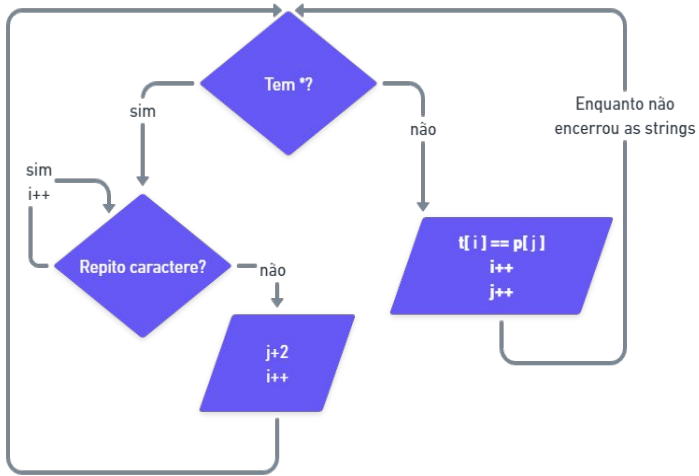 Tem *?
sim
não
Enquanto não
encerrou as strings
sim
i++
Repito caractere?
não
t[ i ] == p[ j ]
i++
j++
j+2
i++